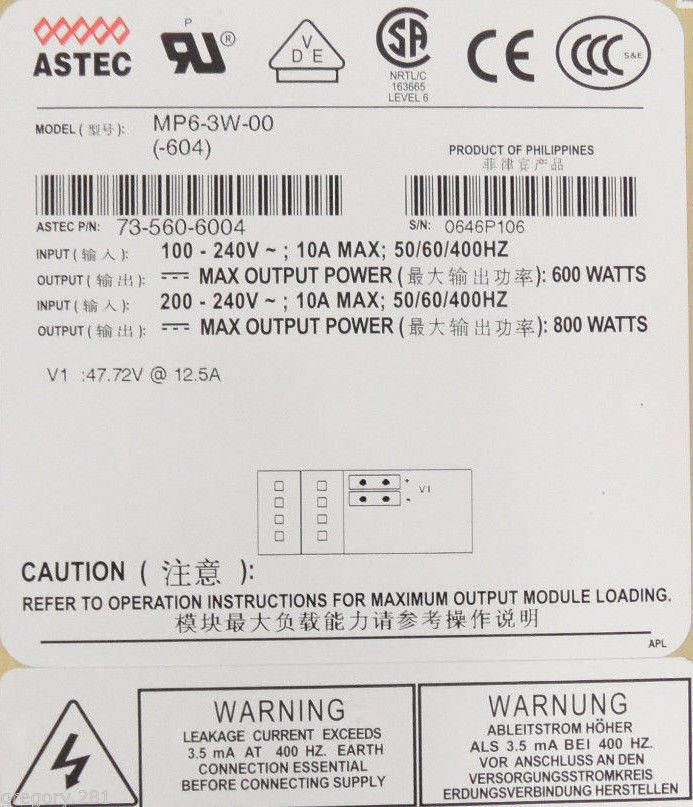 ASTEC
P
RU®
V
D E
SA
NRTL/C
163665
LEVEL 6
CE
CCC S&E
MODEL ( 型号 ): MP6-3W-00
(-604)
PRODUCT OF PHILIPPINES
菲律宾产品
ASTEC P/N: 73-560-6004
S/N: 0646P106
INPUT ( 输入 ): 100 - 240V ~ ; 10A MAX; 50/60/400HZ
OUTPUT ( 输出 ): MAX OUTPUT POWER ( 最大输出功率 ): 600 WATTS
INPUT ( 输入 ): 200 - 240V ~ ; 10A MAX; 50/60/400HZ
OUTPUT ( 输出 ): MAX OUTPUT POWER ( 最大输出功率 ): 800 WATTS
V1 :47.72V @ 12.5A
+
V1
-
CAUTION ( 注意 ):
REFER TO OPERATION INSTRUCTIONS FOR MAXIMUM OUTPUT MODULE LOADING.
模块最大负载能力请参考操作说明
APL
WARNING
LEAKAGE CURRENT EXCEEDS
3.5 mA AT 400 HZ. EARTH
CONNECTION ESSENTIAL
BEFORE CONNECTING SUPPLY
WARNUNG
ABLEITSTROM HÖHER
ALS 3.5 mA BEI 400 HZ.
VOR ANSCHLUSS AN DEN
VERSORGUNGSSTROMKREIS
ERDUNGSVERBINDUNG HERSTELLEN
gregory_281